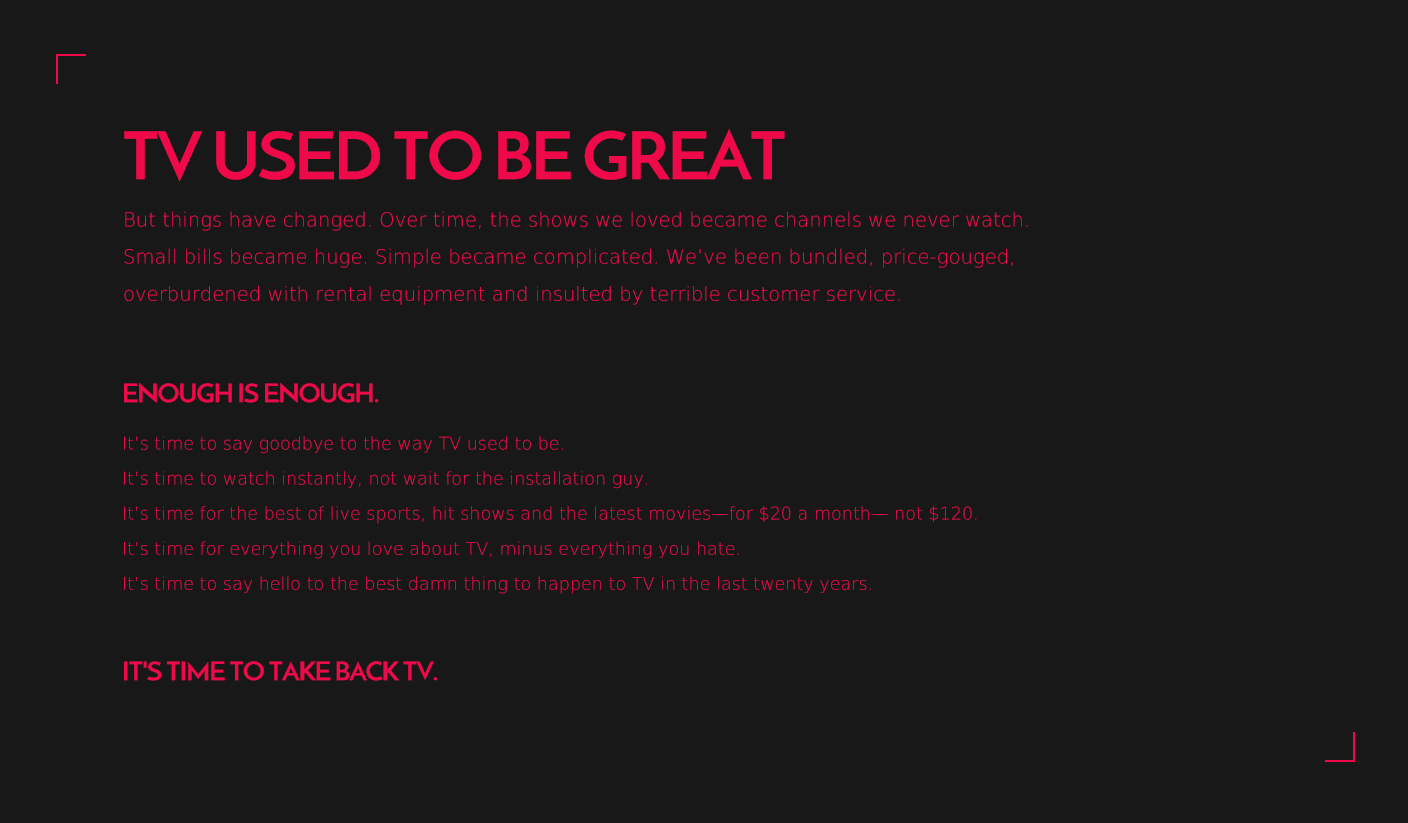 TV USED TO BE GREAT
But things have changed. Over time, the shows we loved became channels we never watch.
Small bills became huge. Simple became complicated. We've been bundled, price-gouged,
overburdened with rental equipment and insulted by terrible customer service.
ENOUGH IS ENOUGH.
It's time to say goodbye to the way TV used to be.
It's time to watch instantly, not wait for the installation guy.
It's time for the best of live sports, hit shows and the latest movies—for $20 a month— not $120.
It's time for everything you love about TV, minus everything you hate.
It's time to say hello to the best damn thing to happen to TV in the last twenty years.
IT'S TIME TO TAKE BACK TV.